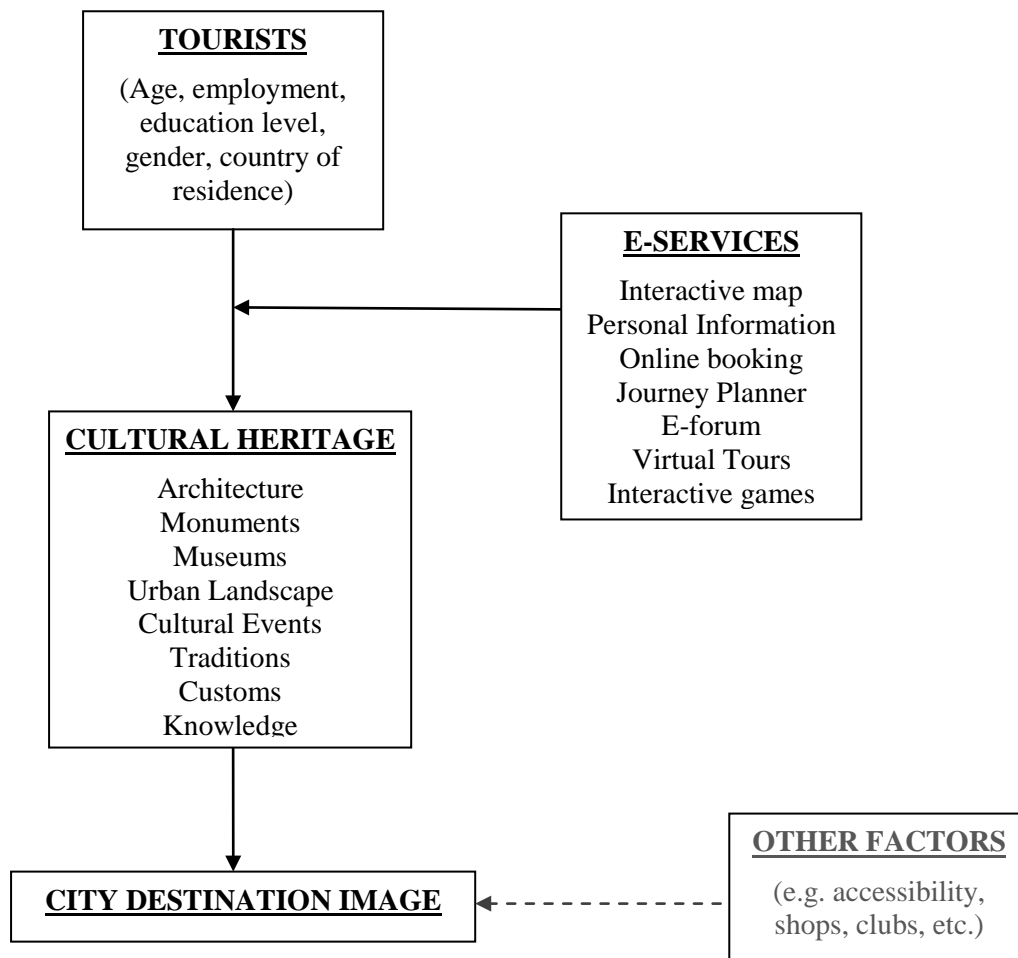 TOURISTS
(Age, employment,
education level,
gender, country of
residence)
E-SERVICES
Interactive map
Personal Information
Online booking
Journey Planner
E-forum
Virtual Tours
Interactive games
CULTURAL HERITAGE
Architecture
Monuments
Museums
Urban Landscape
Cultural Events
Traditions
Customs
Knowledge
OTHER FACTORS
(e.g. accessibility,
shops, clubs, etc.)
CITY DESTINATION IMAGE